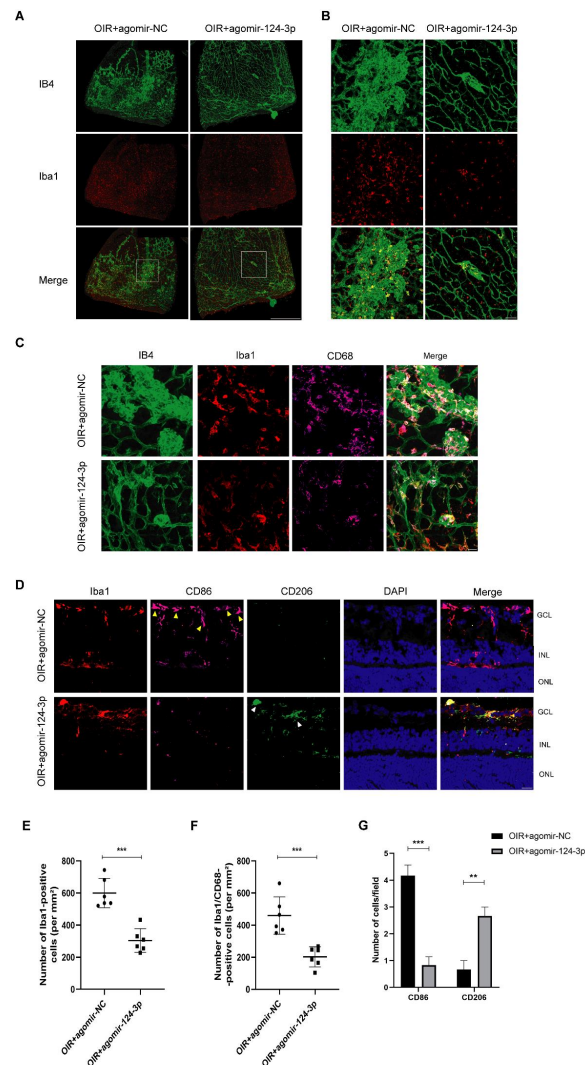 A
OIR+agomir-NC OIR+agomir-124-3p
IB4
Iba1
Merge
B
OIR+agomir-NC OIR+agomir-124-3p
C
IB4 Iba1 CD68 Merge
OIR+agomir-NC
OIR+agomir-124-3p
D
Iba1 CD86 CD206 DAPI Merge
OIR+agomir-NC
GCL
INL
ONL
OIR+agomir-124-3p
GCL
INL
ONL
E
***
Number of Iba1-positive
cells (per mm²)
800
600
400
200
0
OIR+agomir-NC
OIR+agomir-124-3p
F
***
Number of Iba1/CD68-
-positive cells (per mm²)
800
600
400
200
0
OIR+agomir-NC
OIR+agomir-124-3p
G
OIR+agomir-NC
OIR+agomir-124-3p
***
**
Number of cells/field
5
4
3
2
1
0
CD86 CD206